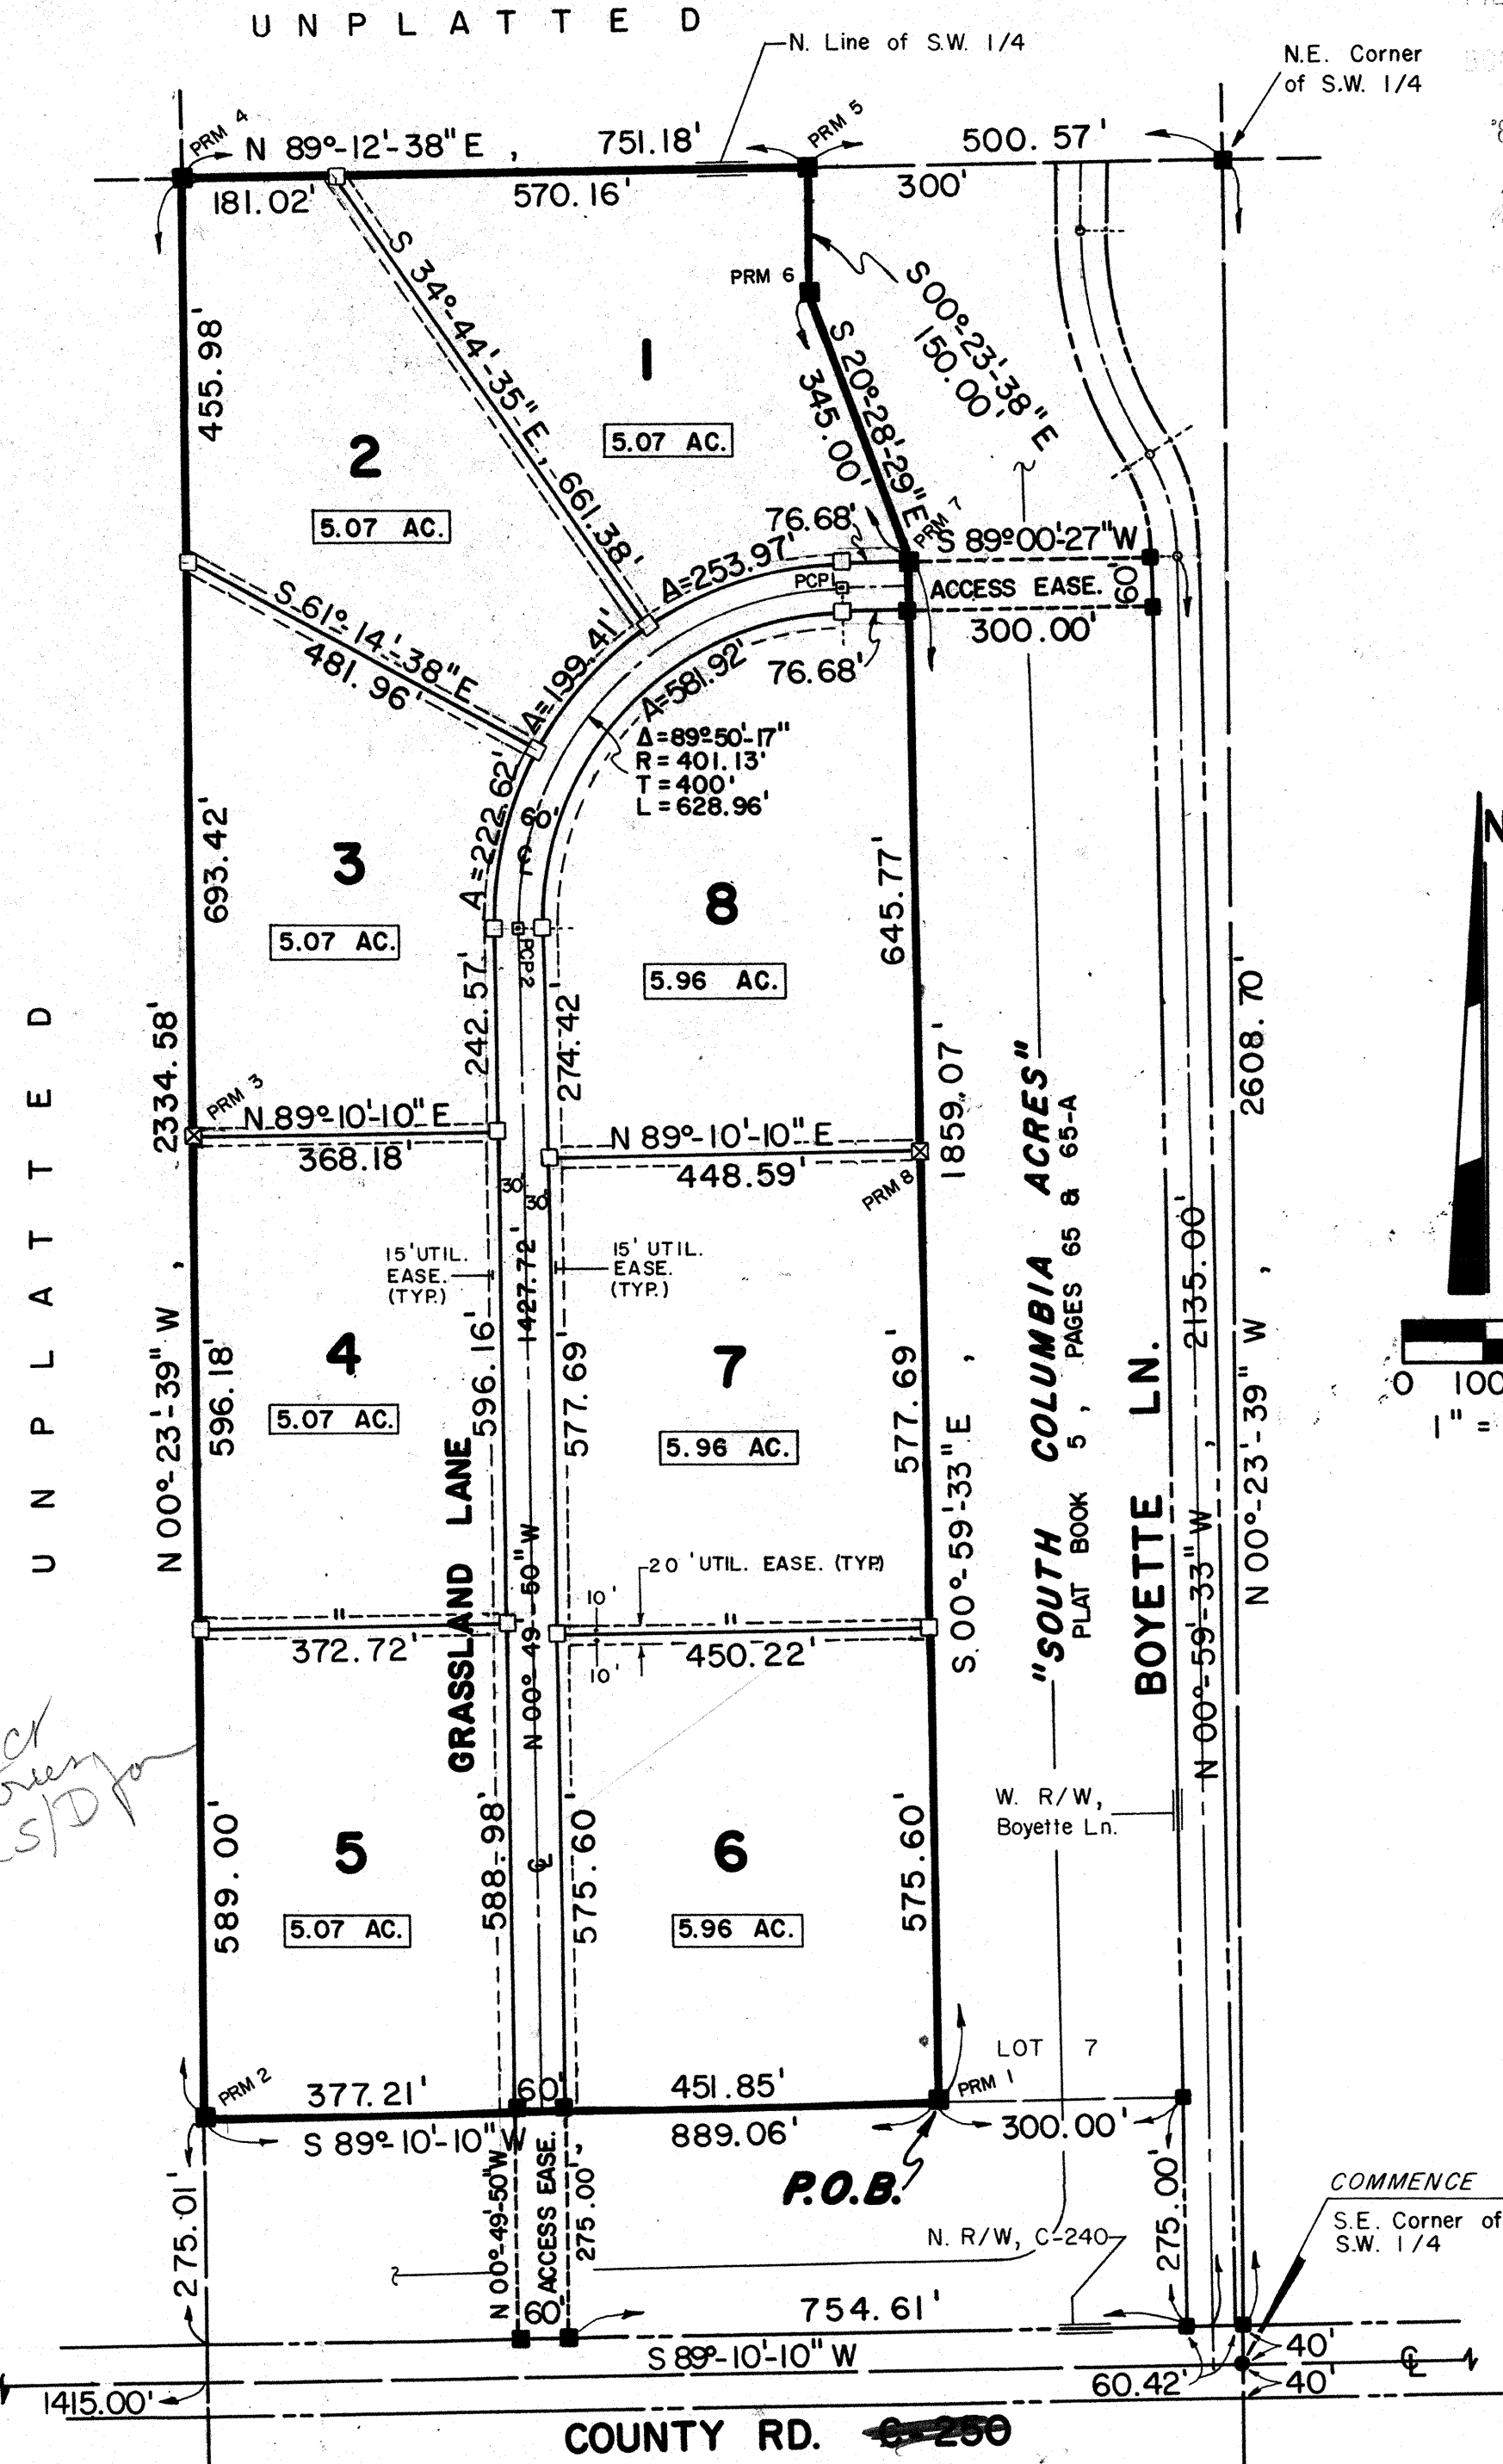 U N P L A T T E D
N. Line of S.W. 1/4
N.E. Corner
of S.W. 1/4
PRM 4
N 89°-12'-38" E , 751.18'
PRM 5
500.57'
181.02'
570.16'
300'
PRM 6
S 00°-23'-38" E
150.00'
S 34°-44'-35" E, 661.38'
455.98'
S 20°-28'-29" E
345.00'
1
5.07 AC.
2
5.07 AC.
PRM 7
76.68'
S 89°00'-27" W
A=253.97'
PCP1
ACCESS EASE.
60'
300.00'
S-61°-14'-38" E
481.96'
A=199.41'
A=581.92'
76.68'
Δ=89°50'-17"
R=401.13'
T=400'
L=628.96'
A=222.62'
60'
℄
693.42'
3
5.07 AC.
8
5.96 AC.
645.77'
PCP2
242.57'
274.42'
N
U N P L A T T E D
2334.58'
N 00°-23'-39" W ,
PRM 3
N 89°-10'-10" E
368.18'
N 89°-10'-10" E
448.59'
PRM 8
1859.07'
S. 00°-59'-33" E ,
2608.70'
N 00°-23'-39" W ,
30'
30'
15' UTIL.
EASE.
(TYP.)
15' UTIL.
EASE.
(TYP.)
1427.72'
N 00°-49'-50" W
"SOUTH COLUMBIA ACRES"
PLAT BOOK 5 , PAGES 65 & 65-A
2135.00'
N 00°-59'-33" W ,
BOYETTE LN.
0 100
1" =
596.18'
4
5.07 AC.
596.16'
577.69'
7
5.96 AC.
577.69'
GRASSLAND LANE
20' UTIL. EASE. (TYP.)
10'
10'
"
372.72'
"
450.22'
S/D
W. R/W,
Boyette Ln.
589.00'
5
5.07 AC.
588.98'
℄
575.60'
6
5.96 AC.
575.60'
LOT 7
PRM 2
377.21'
60'
451.85'
PRM 1
S 89°-10'-10" W
889.06'
300.00'
P.O.B.
275.01'
N 00°-49'-50" W
ACCESS EASE.
275.00'
275.00'
COMMENCE
S.E. Corner of
S.W. 1/4
N. R/W, C-240
60'
754.61'
S 89°-10'-10" W
40'
℄
60.42'
40'
1415.00'
COUNTY RD. C-250